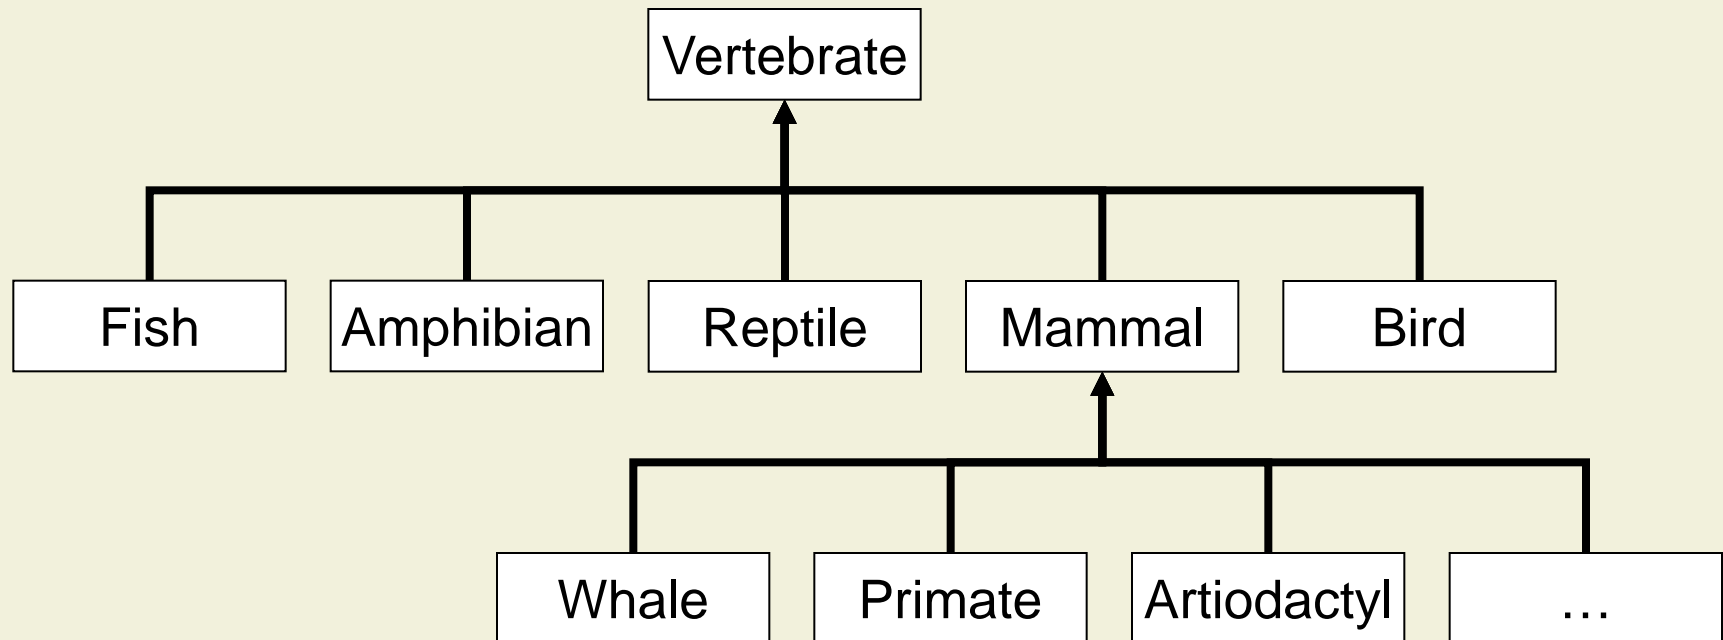 Vertebrate
Fish
Amphibian
Reptile
Mammal
Bird
Whale
Primate
Artiodactyl
…